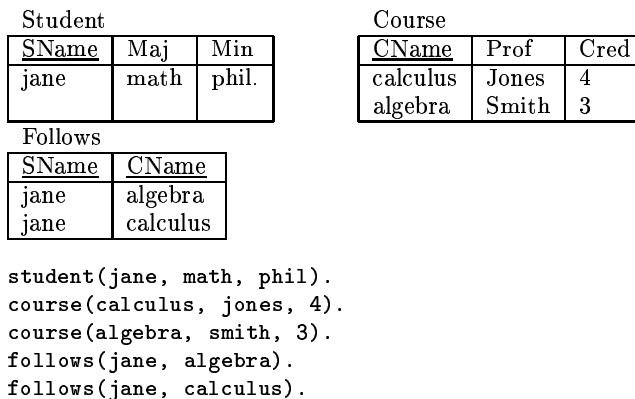 Student
SName Maj Min
jane math phil.
Course
CName Prof Cred
calculus Jones 4
algebra Smith 3
Follows
SName CName
jane algebra
jane calculus
student(jane, math, phil).
course(calculus, jones, 4).
course(algebra, smith, 3).
follows(jane, algebra).
follows(jane, calculus).